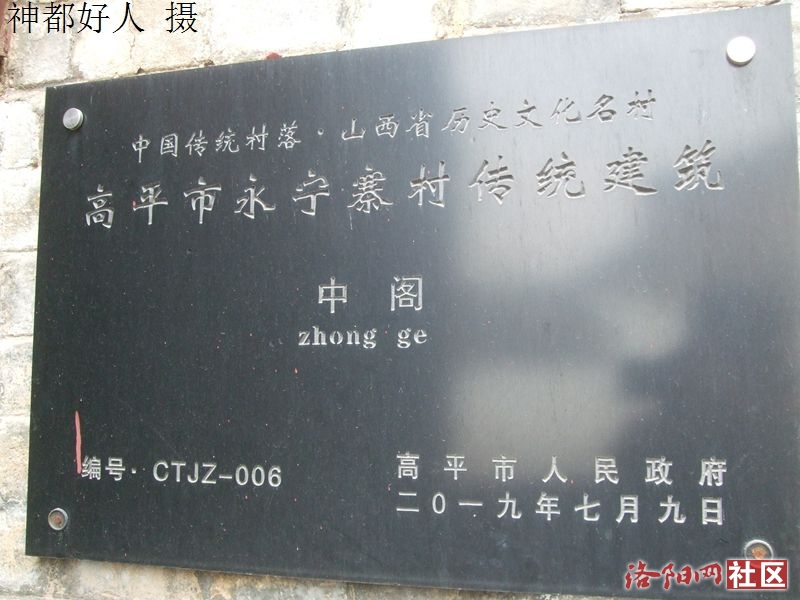 神都好人 摄
中国传统村落·山西省历史文化名村
高平市永宁寨村传统建筑
中阁
zhong ge
编号·CTJZ-006
高平市人民政府
二〇一九年七月九日
洛阳网社区